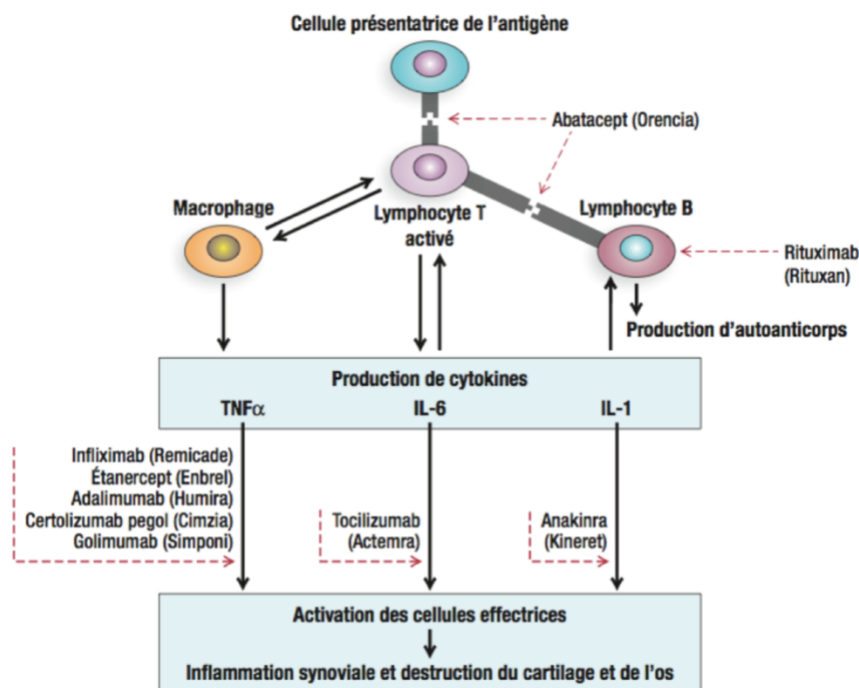 Cellule présentatrice de l'antigène
Abatacept (Orencia)
Macrophage
Lymphocyte T
activé
Lymphocyte B
Rituximab
(Rituxan)
Production d'autoanticorps
Production de cytokines
TNFα
IL-6
IL-1
Infliximab (Remicade)
Étanercept (Enbrel)
Adalimumab (Humira)
Certolizumab pegol (Cimzia)
Golimumab (Simponi)
Tocilizumab
(Actemra)
Anakinra
(Kineret)
Activation des cellules effectrices
Inflammation synoviale et destruction du cartilage et de l'os